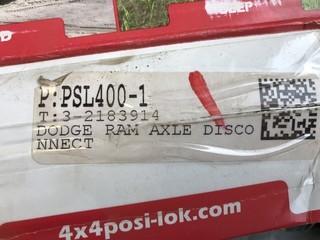 P:PSL400-1
T:3-2183914
DODGE RAM AXLE DISCO
NNECT
4x4posi-lok.com